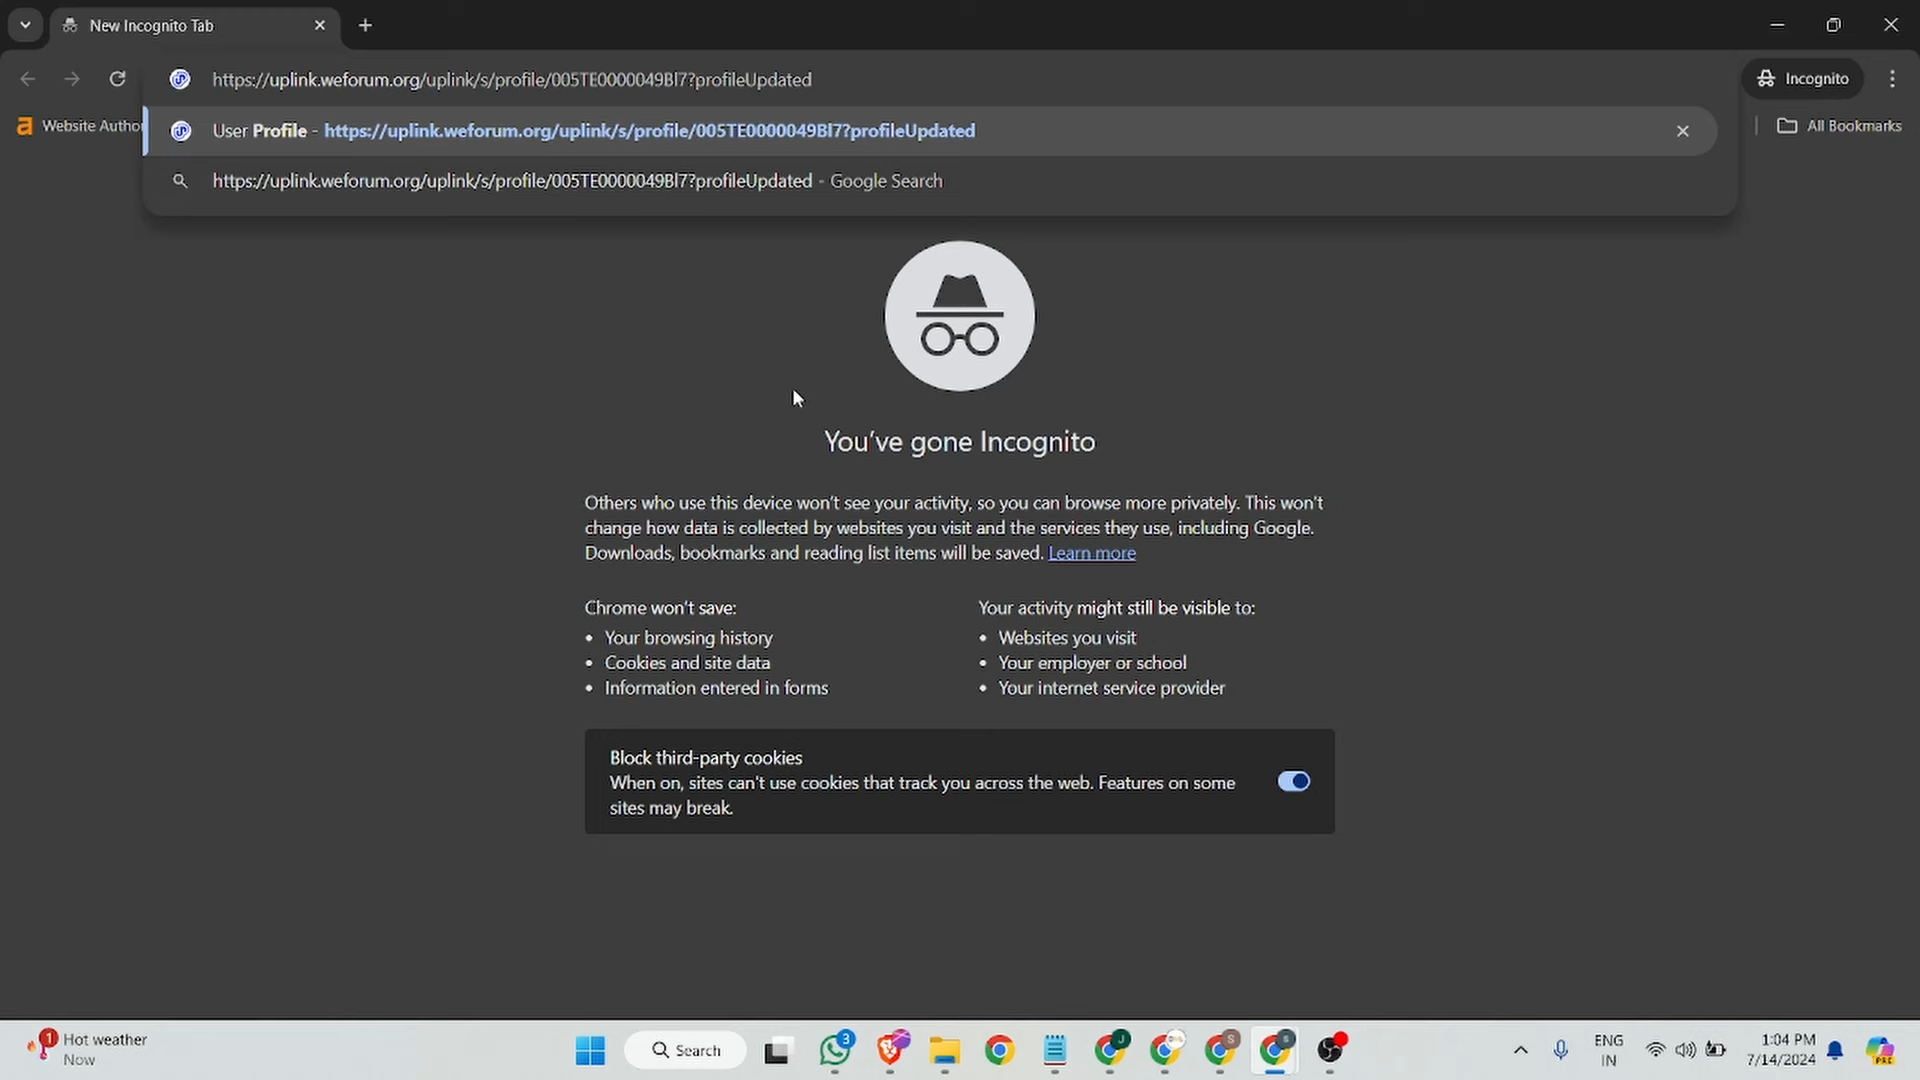 New Incognito Tab
https://uplink.weforum.org/uplink/s/profile/005TE0000049Bl7?profileUpdated
Incognito
Website Autho
User Profile - https://uplink.weforum.org/uplink/s/profile/005TE0000049Bl7?profileUpdated
All Bookmarks
https://uplink.weforum.org/uplink/s/profile/005TE0000049Bl7?profileUpdated - Google Search
You've gone Incognito
Others who use this device won't see your activity, so you can browse more privately. This won't
change how data is collected by websites you visit and the services they use, including Google.
Downloads, bookmarks and reading list items will be saved. Learn more
Chrome won't save:
• Your browsing history
• Cookies and site data
• Information entered in forms
Your activity might still be visible to:
• Websites you visit
• Your employer or school
• Your internet service provider
Block third-party cookies
When on, sites can't use cookies that track you across the web. Features on some
sites may break.
1
Hot weather
Now
Search
3
J
S
S
ENG
IN
1:04 PM
7/14/2024
PRE